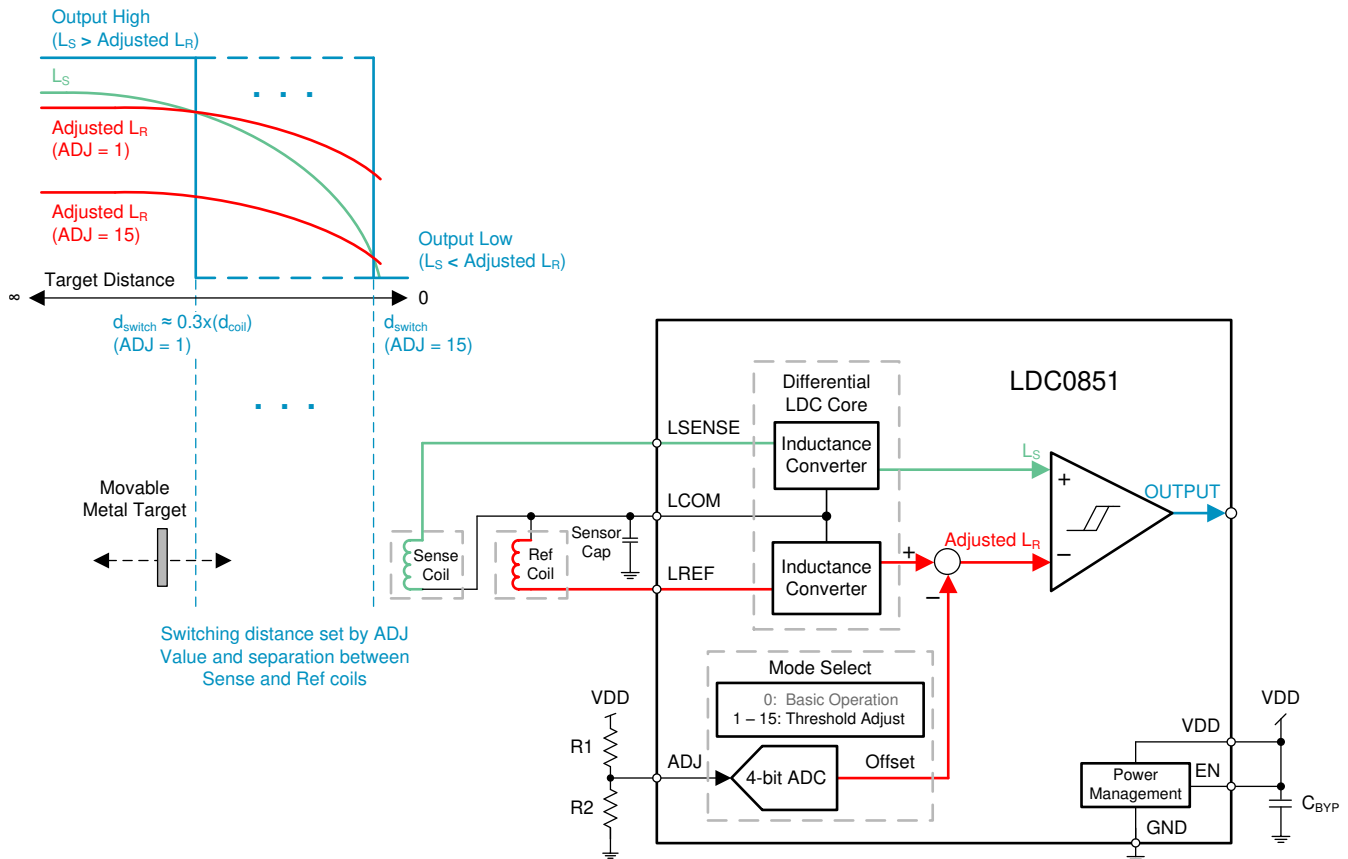 Output High
(LS > Adjusted LR)
LS
Adjusted LR
(ADJ = 1)
Adjusted LR
(ADJ = 15)
Output Low
(LS < Adjusted LR)
Target Distance
∞
0
dswitch ≈ 0.3x(dcoil)
(ADJ = 1)
dswitch
(ADJ = 15)
Movable
Metal Target
Switching distance set by ADJ
Value and separation between
Sense and Ref coils
LDC0851
Differential
LDC Core
LSENSE
Inductance
Converter
LS
+
OUTPUT
LCOM
Sense
Coil
Ref
Coil
Sensor
Cap
LREF
Inductance
Converter
+
−
Adjusted LR
−
Mode Select
0: Basic Operation
1 – 15: Threshold Adjust
VDD
R1
R2
ADJ
4-bit ADC
Offset
VDD
VDD
EN
Power
Management
GND
CBYP